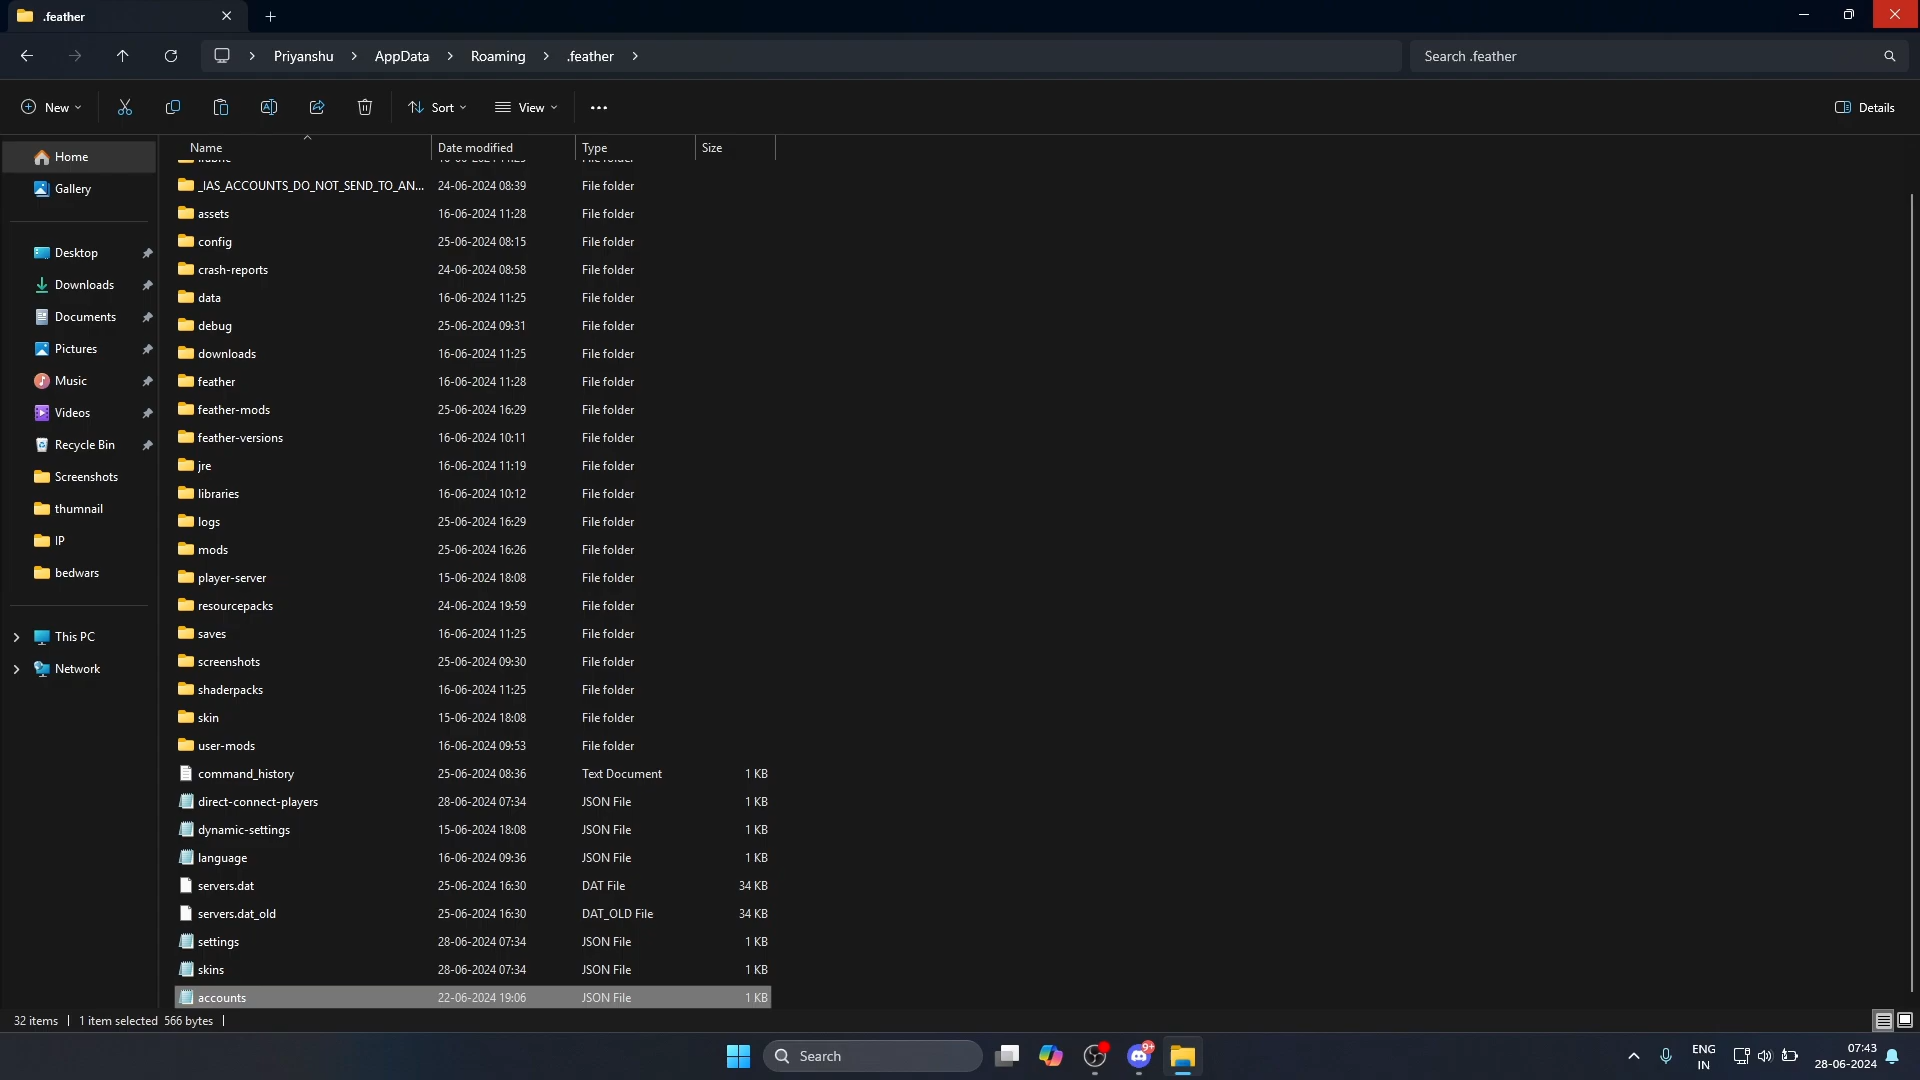 .feather
Priyanshu > AppData > Roaming > .feather >
Search .feather
New
Sort
View
Details
Name Date modified Type Size
Home
Gallery
Desktop
Downloads
Documents
Pictures
Music
Videos
Recycle Bin
Screenshots
thumnail
IP
bedwars
This PC
Network
_IAS_ACCOUNTS_DO_NOT_SEND_TO_AN... 24-06-2024 08:39 File folder
assets 16-06-2024 11:28 File folder
config 25-06-2024 08:15 File folder
crash-reports 24-06-2024 08:58 File folder
data 16-06-2024 11:25 File folder
debug 25-06-2024 09:31 File folder
downloads 16-06-2024 11:25 File folder
feather 16-06-2024 11:28 File folder
feather-mods 25-06-2024 16:29 File folder
feather-versions 16-06-2024 10:11 File folder
jre 16-06-2024 11:19 File folder
libraries 16-06-2024 10:12 File folder
logs 25-06-2024 16:29 File folder
mods 25-06-2024 16:26 File folder
player-server 15-06-2024 18:08 File folder
resourcepacks 24-06-2024 19:59 File folder
saves 16-06-2024 11:25 File folder
screenshots 25-06-2024 09:30 File folder
shaderpacks 16-06-2024 11:25 File folder
skin 15-06-2024 18:08 File folder
user-mods 16-06-2024 09:53 File folder
command_history 25-06-2024 08:36 Text Document 1 KB
direct-connect-players 28-06-2024 07:34 JSON File 1 KB
dynamic-settings 15-06-2024 18:08 JSON File 1 KB
language 16-06-2024 09:36 JSON File 1 KB
servers.dat 25-06-2024 16:30 DAT File 34 KB
servers.dat_old 25-06-2024 16:30 DAT_OLD File 34 KB
settings 28-06-2024 07:34 JSON File 1 KB
skins 28-06-2024 07:34 JSON File 1 KB
accounts 22-06-2024 19:06 JSON File 1 KB
32 items | 1 item selected 566 bytes |
Search
9+
ENG
IN
07:43
28-06-2024